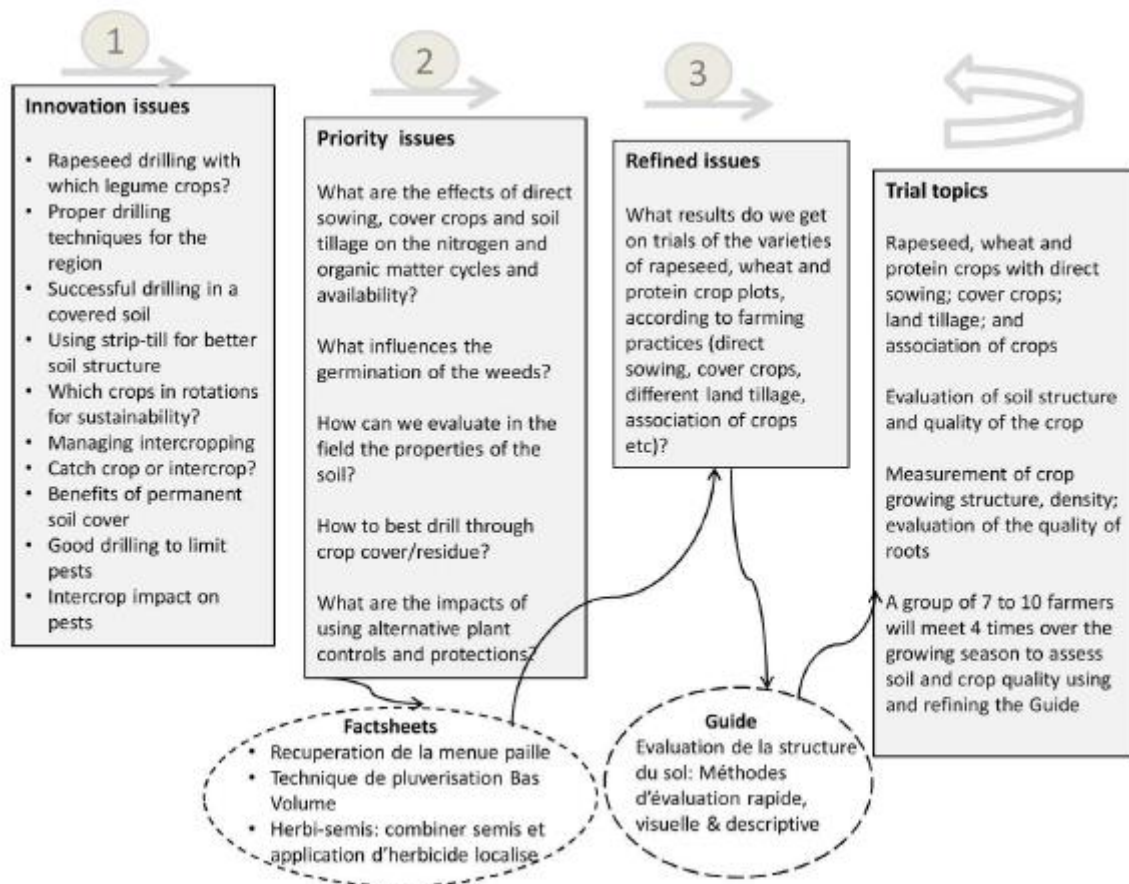 1
Innovation issues
• Rapeseed drilling with
which legume crops?
• Proper drilling
techniques for the
region
• Successful drilling in a
covered soil
• Using strip-till for better
soil structure
• Which crops in rotations
for sustainability?
• Managing intercropping
• Catch crop or intercrop?
• Benefits of permanent
soil cover
• Good drilling to limit
pests
• Intercrop impact on
pests
2
Priority issues
What are the effects of direct
sowing, cover crops and soil
tillage on the nitrogen and
organic matter cycles and
availability?
What influences the
germination of the weeds?
How can we evaluate in the
field the properties of the
soil?
How to best drill through
crop cover/residue?
What are the impacts of
using alternative plant
controls and protections?
Factsheets
• Recuperation de la menue paille
• Technique de pluverisation Bas
Volume
• Herbi-semis: combiner semis et
application d'herbicide localise
3
Refined issues
What results do we get
on trials of the varieties
of rapeseed, wheat and
protein crop plots,
according to farming
practices (direct
sowing, cover crops,
different land tillage,
association of crops
etc)?
Guide
Evaluation de la structure
du sol: Méthodes
d'évaluation rapide,
visuelle & descriptive
Trial topics
Rapeseed, wheat and
protein crops with direct
sowing; cover crops;
land tillage; and
association of crops
Evaluation of soil structure
and quality of the crop
Measurement of crop
growing structure, density;
evaluation of the quality of
roots
A group of 7 to 10 farmers
will meet 4 times over the
growing season to assess
soil and crop quality using
and refining the Guide